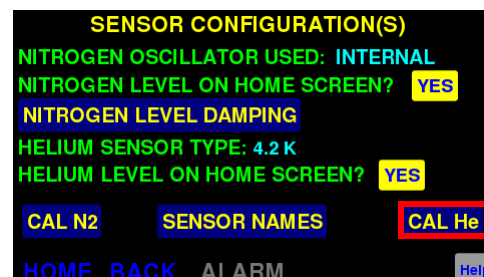 SENSOR CONFIGURATION(S)
NITROGEN OSCILLATOR USED: INTERNAL
NITROGEN LEVEL ON HOME SCREEN? YES
NITROGEN LEVEL DAMPING
HELIUM SENSOR TYPE: 4.2 K
HELIUM LEVEL ON HOME SCREEN? YES
CAL N2 SENSOR NAMES CAL He
HOME BACK ALARM Help